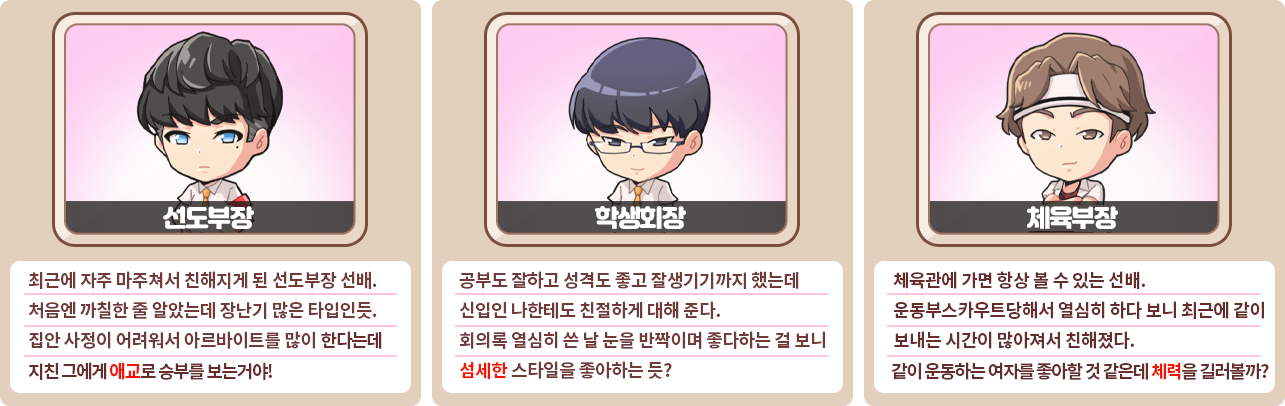 선도부장
최근에 자주 마주쳐서 친해지게 된 선도부장 선배.
처음엔 까칠한 줄 알았는데 장난기 많은 타입인듯.
집안 사정이 어려워서 아르바이트를 많이 한다는데
지친 그에게 애교로 승부를 보는거야!
학생회장
공부도 잘하고 성격도 좋고 잘생기기까지 했는데
신입인 나한테도 친절하게 대해 준다.
회의록 열심히 쓴 날 눈을 반짝이며 좋다하는 걸 보니
섬세한 스타일을 좋아하는 듯?
체육부장
체육관에 가면 항상 볼 수 있는 선배.
운동부스카우트당해서 열심히 하다 보니 최근에 같이
보내는 시간이 많아져서 친해졌다.
같이 운동하는 여자를 좋아할 것 같은데 체력을 길러볼까?